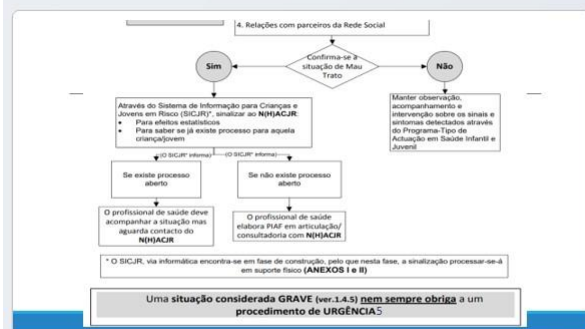 4. Relações com parceiros da Rede Social
Confirma-se a
situação de Mau
Trato
Sim
Não
Através do Sistema de Informação para Crianças e
Jovens em Risco (SICJR)*, sinalizar ao N(H)ACJR:
• Para efeitos estatísticos
• Para saber se já existe processo para aquela
criança/jovem
Manter observação,
acompanhamento e
intervenção sobre os sinais e
sintomas detectados através
do Programa-Tipo de
Actuação em Saúde Infantil e
Juvenil
(O SICJR* informa)
(O SICJR* informa)
Se existe processo
aberto
Se não existe processo
aberto
O profissional de saúde deve
acompanhar a situação mas
aguarda contacto do
N(H)ACJR
O profissional de saúde
elabora PIAF em articulação/
consultadoria com N(H)ACJR
* O SICJR, via informática encontra-se em fase de construção, pelo que nesta fase, a sinalização processar-se-á
em suporte físico (ANEXOS I e II)
Uma situação considerada GRAVE (ver.1.4.5) nem sempre obriga a um
procedimento de URGÊNCIA5